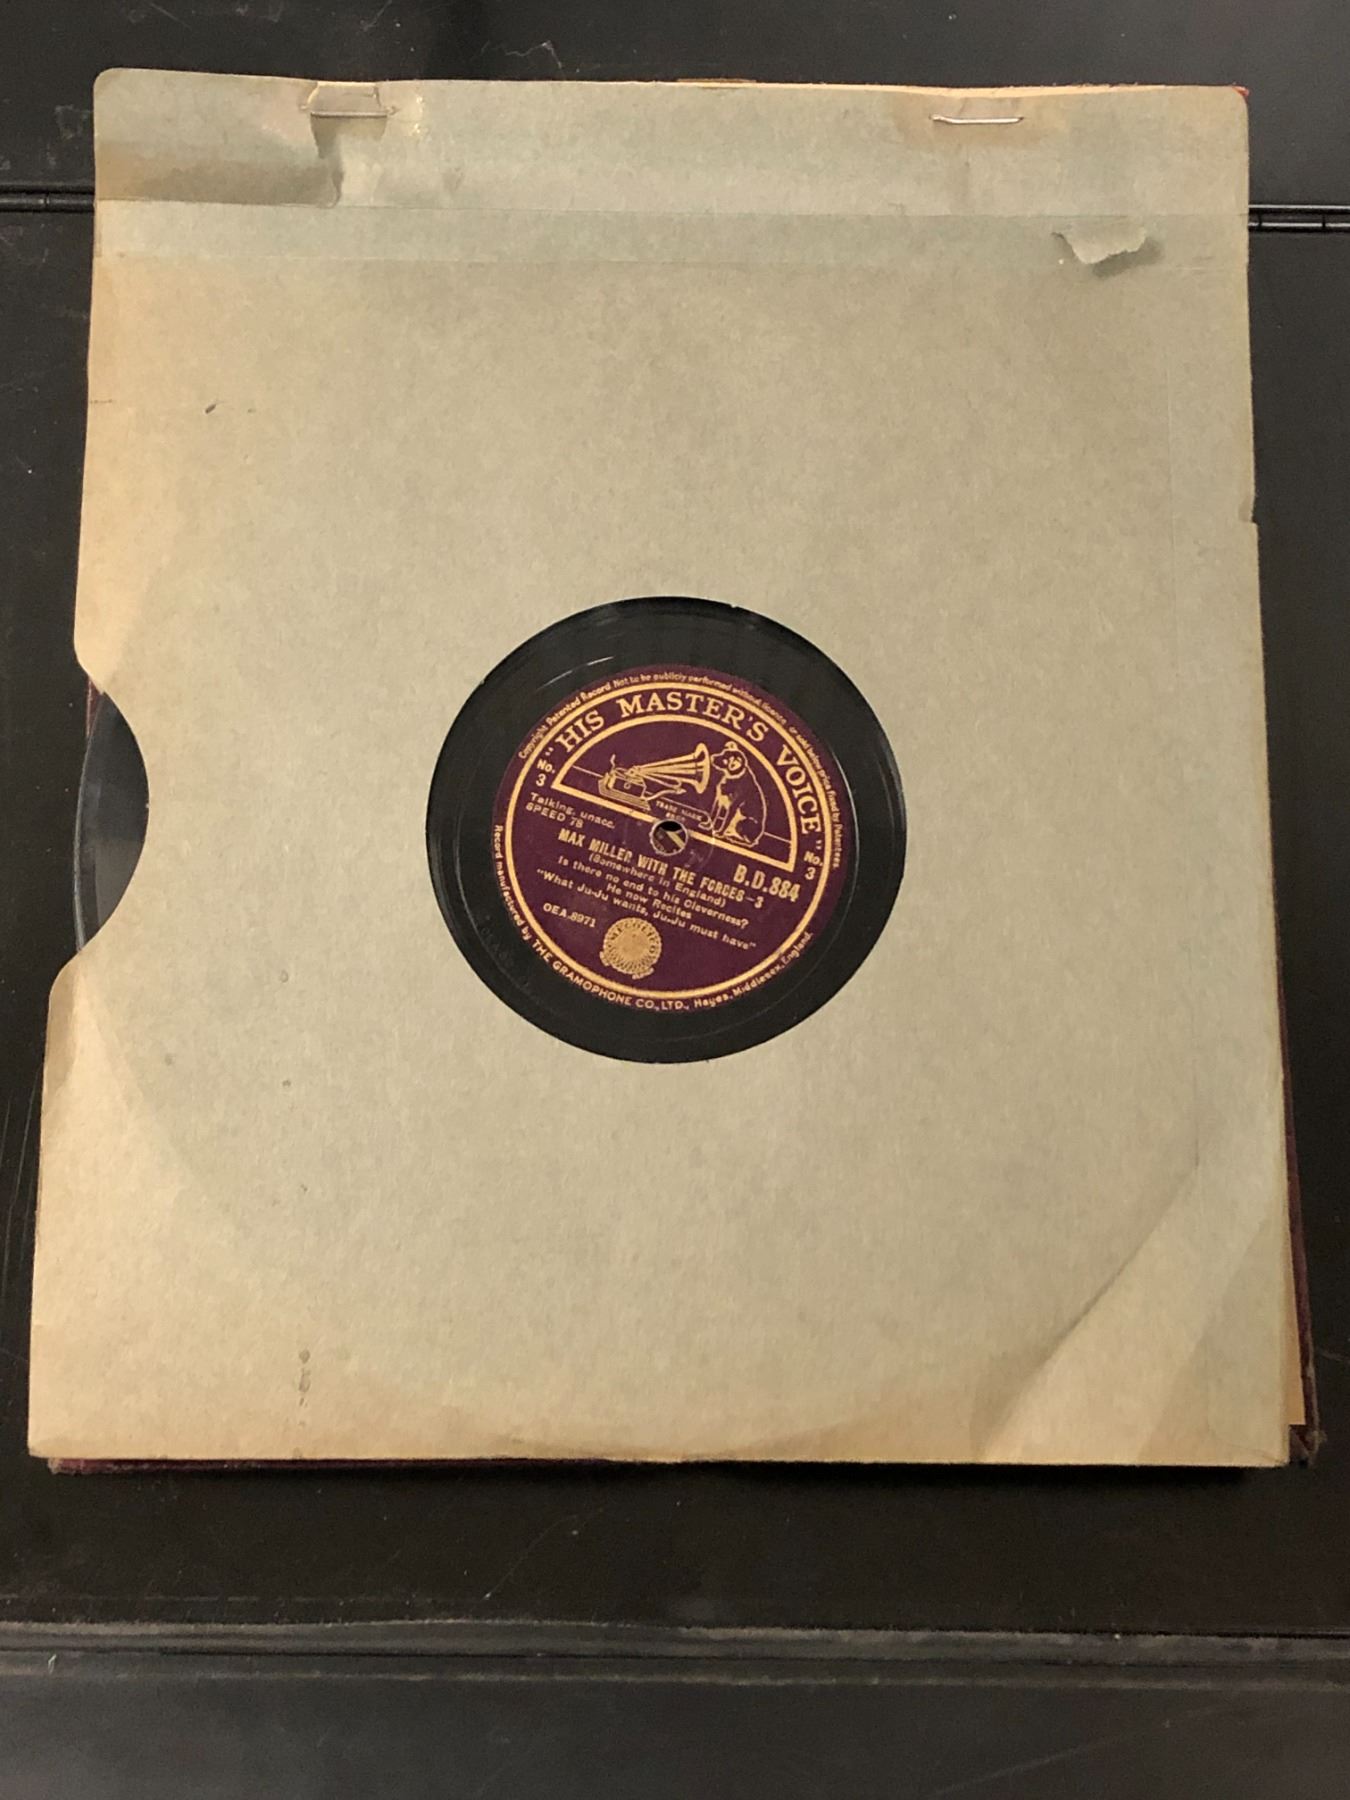 Copyright Patented Record Not to be publicly performed without licence, or sold below price fixed by Patentees
"HIS MASTER'S VOICE"
No. 3
No. 3
TRADE MARK
Talking, unacc.
SPEED 78
B.D.884
MAX MILLER WITH THE FORCES-3
(Somewhere in England)
Is there no end to his Cleverness?
He now Recites
"What Ju-Ju wants, Ju-Ju must have"
OEA.8971
Record manufactured by THE GRAMOPHONE CO., LTD., Hayes, Middlesex, England.